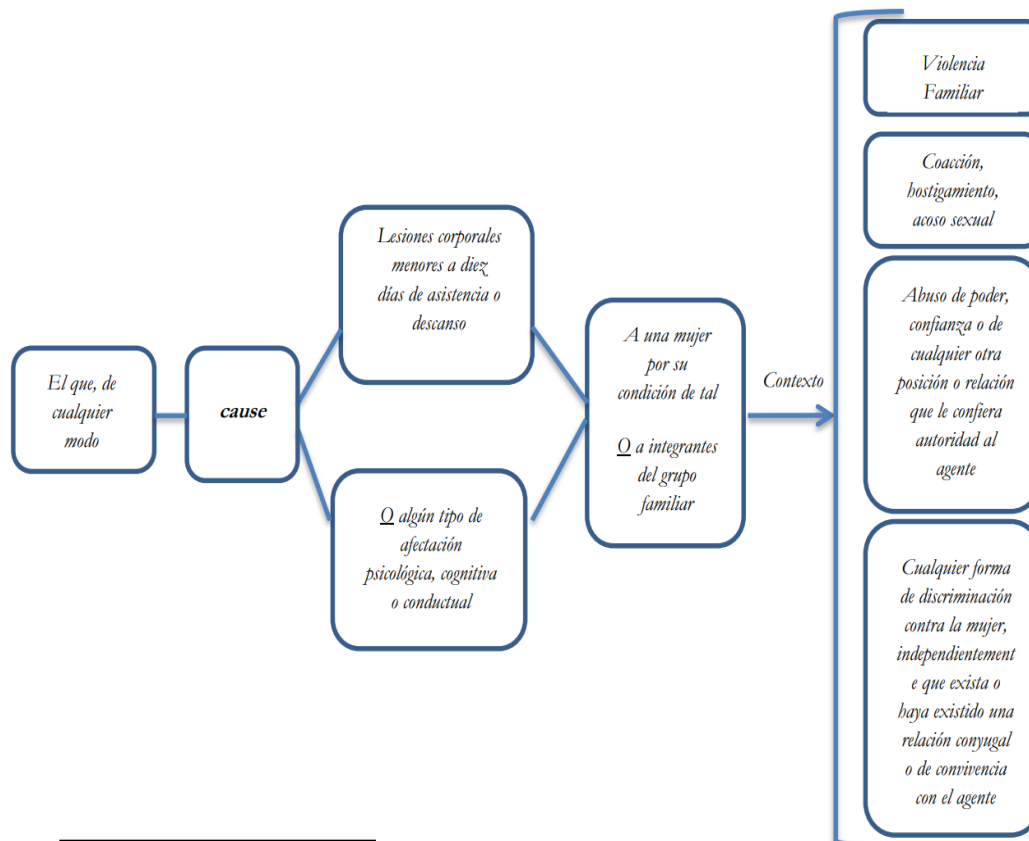 El que, de
cualquier
modo
cause
Lesiones corporales
menores a diez
días de asistencia o
descanso
O algún tipo de
afectación
psicológica, cognitiva
o conductual
A una mujer
por su
condición de tal
O a integrantes
del grupo
familiar
Contexto
Violencia
Familiar
Coacción,
hostigamiento,
acoso sexual
Abuso de poder,
confianza o de
cualquier otra
posición o relación
que le confiera
autoridad al
agente
Cualquier forma
de discriminación
contra la mujer,
independientement
e que exista o
haya existido una
relación conyugal
o de convivencia
con el agente